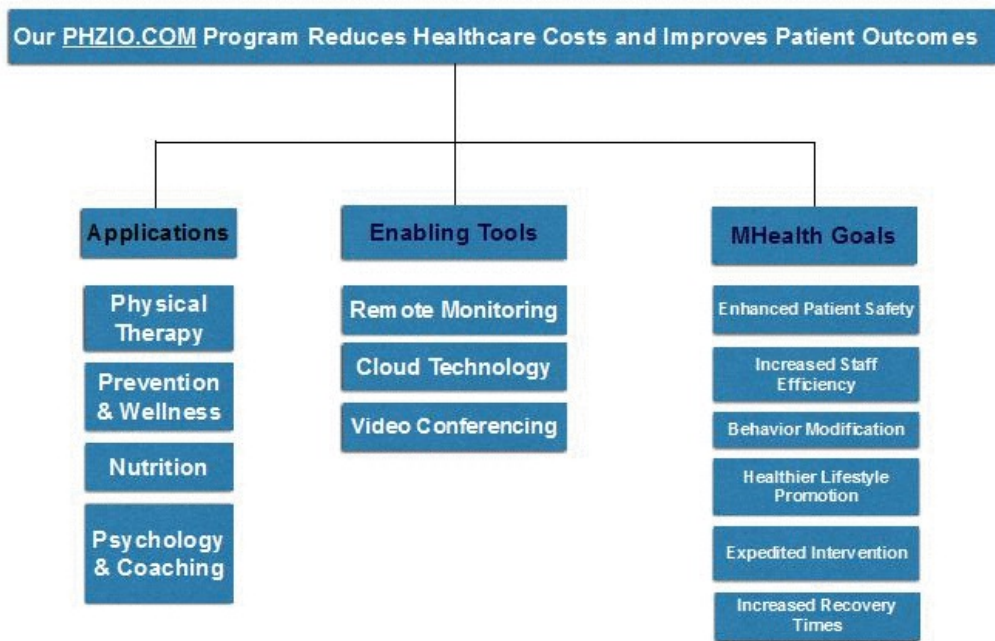 Our PHZIO.COM Program Reduces Healthcare Costs and Improves Patient Outcomes
Applications
Physical
Therapy
Prevention
& Wellness
Nutrition
Psychology
& Coaching
Enabling Tools
Remote Monitoring
Cloud Technology
Video Conferencing
MHealth Goals
Enhanced Patient Safety
Increased Staff
Efficiency
Behavior Modification
Healthier Lifestyle
Promotion
Expedited Intervention
Increased Recovery
Times